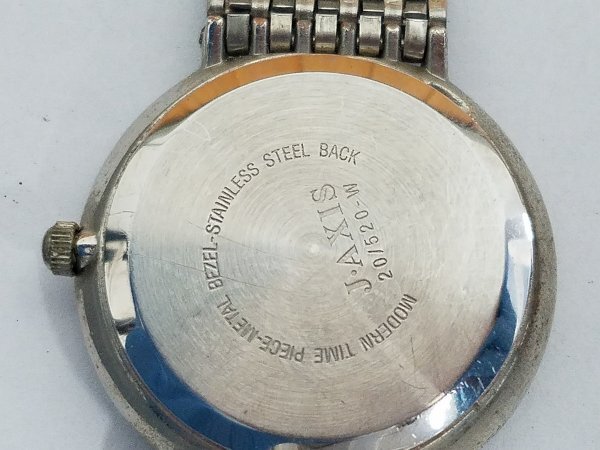 J·AXIS
20/520-W
MODERN TIME PIECE-METAL BEZEL-STAINLESS STEEL BACK